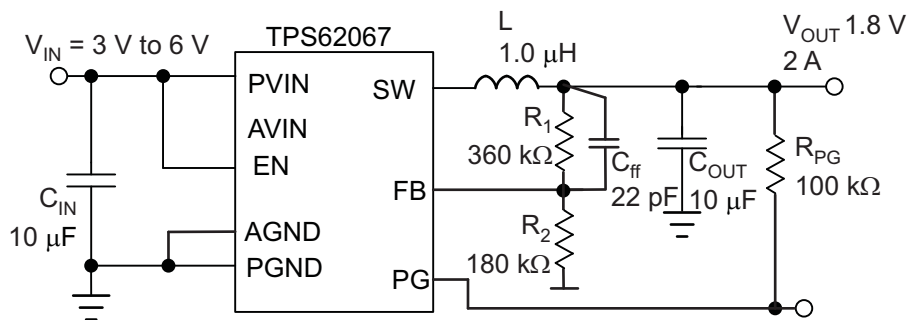 TPS62067
L
1.0 μH
V_OUT 1.8 V
2 A
V_IN = 3 V to 6 V
PVIN
AVIN
EN
AGND
PGND
SW
FB
PG
C_IN
10 μF
R_1
360 kΩ
C_ff
22 pF
C_OUT
10 μF
R_PG
100 kΩ
R_2
180 kΩ